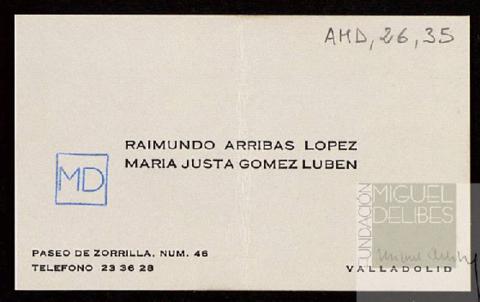 AMD, 26, 35
RAIMUNDO ARRIBAS LOPEZ
MARIA JUSTA GOMEZ LUBEN
MD
FUNDACIÓN
MIGUEL
DELIBES
PASEO DE ZORRILLA, NUM. 46
TELEFONO 23 36 28
VALLADOLID